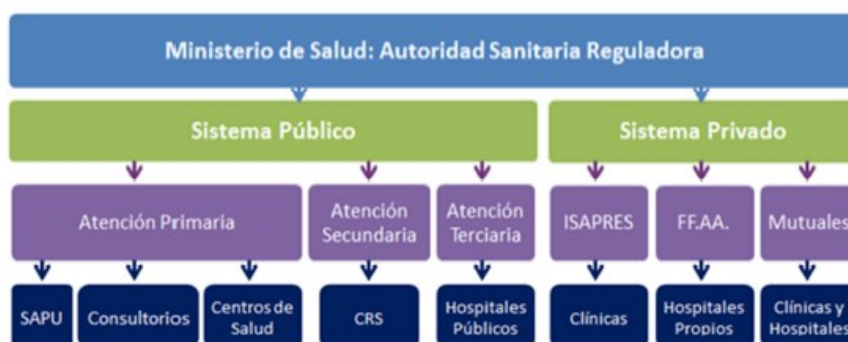 Ministerio de Salud: Autoridad Sanitaria Reguladora
Sistema Público
Sistema Privado
Atención Primaria
Atención
Secundaria
Atención
Terciaria
ISAPRES
FF.AA.
Mutuales
SAPU
Consultorios
Centros de
Salud
CRS
Hospitales
Públicos
Clínicas
Hospitales
Propios
Clínicas y
Hospitales